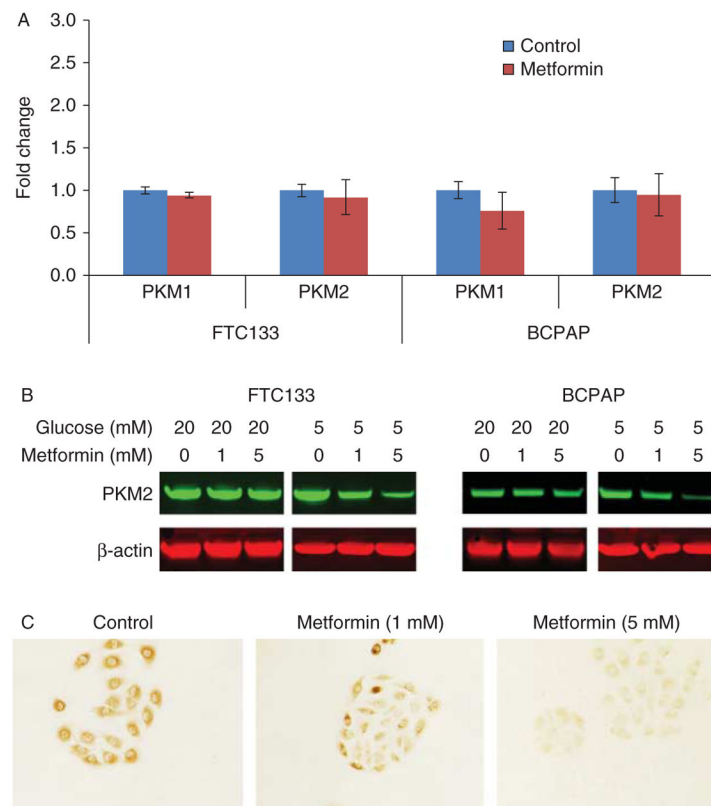 A
3.0
2.5
2.0
1.5
1.0
0.5
0.0
Fold change
Control
Metformin
PKM1 PKM2 PKM1 PKM2
FTC133 BCPAP
B FTC133 BCPAP
Glucose (mM) 20 20 20 5 5 5 20 20 20 5 5 5
Metformin (mM) 0 1 5 0 1 5 0 1 5 0 1 5
PKM2
β-actin
C Control Metformin (1 mM) Metformin (5 mM)